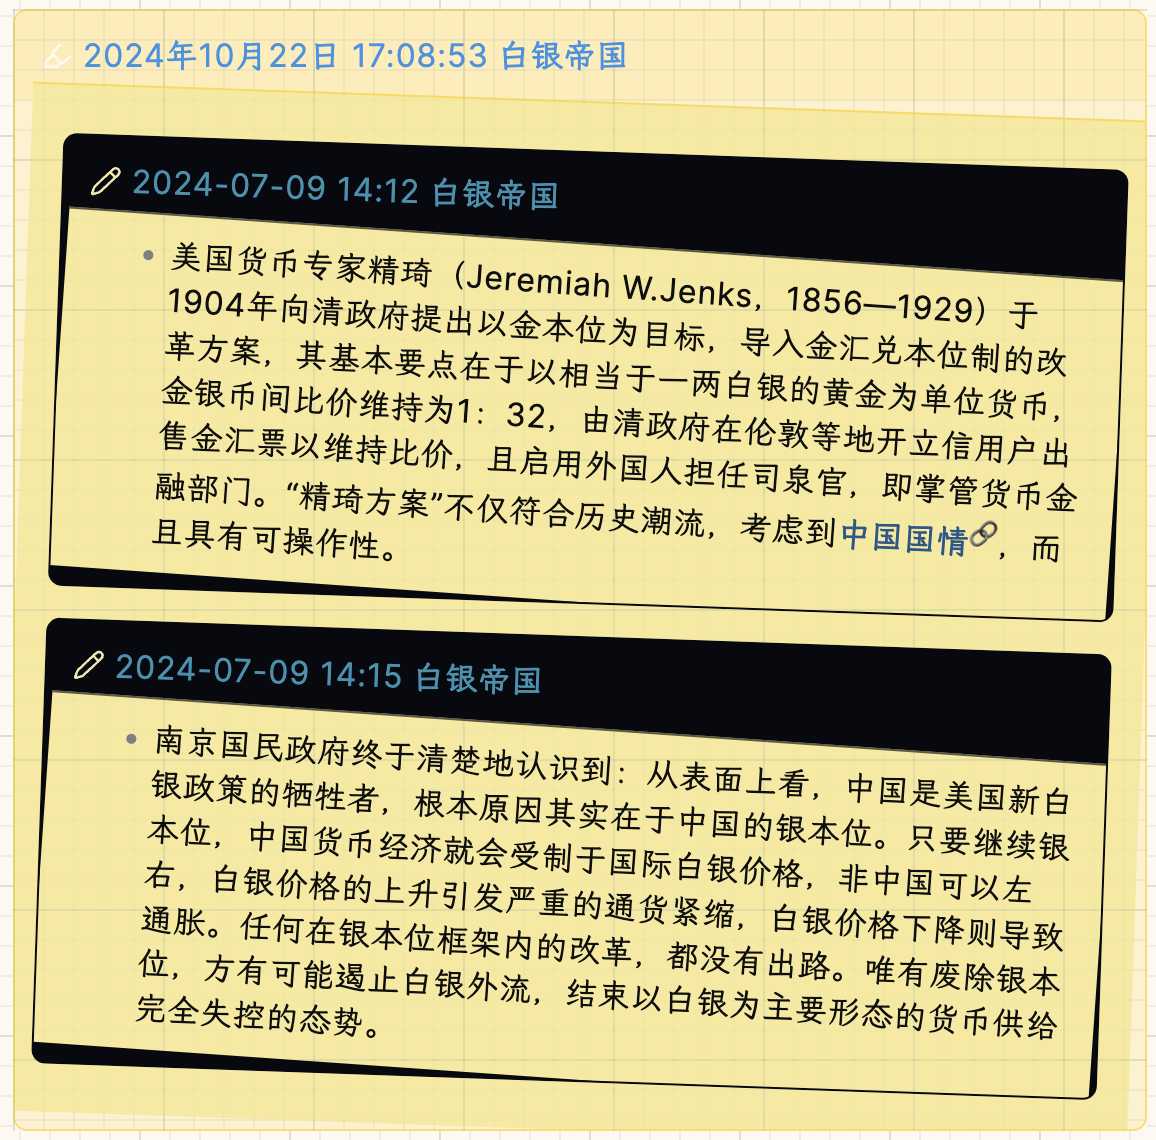 2024年10月22日 17:08:53 白银帝国
2024-07-09 14:12 白银帝国
美国货币专家精琦（Jeremiah W.Jenks，1856—1929）于
1904年向清政府提出以金本位为目标，导入金汇兑本位制的改
革方案，其基本要点在于以相当于一两白银的黄金为单位货币，
金银币间比价维持为1：32，由清政府在伦敦等地开立信用户出
售金汇票以维持比价，且启用外国人担任司泉官，即掌管货币金
融部门。“精琦方案”不仅符合历史潮流，考虑到中国国情，而
且具有可操作性。
2024-07-09 14:15 白银帝国
南京国民政府终于清楚地认识到：从表面上看，中国是美国新白
银政策的牺牲者，根本原因其实在于中国的银本位。只要继续银
本位，中国货币经济就会受制于国际白银价格，非中国可以左
右，白银价格的上升引发严重的通货紧缩，白银价格下降则导致
通胀。任何在银本位框架内的改革，都没有出路。唯有废除银本
位，方有可能遏止白银外流，结束以白银为主要形态的货币供给
完全失控的态势。